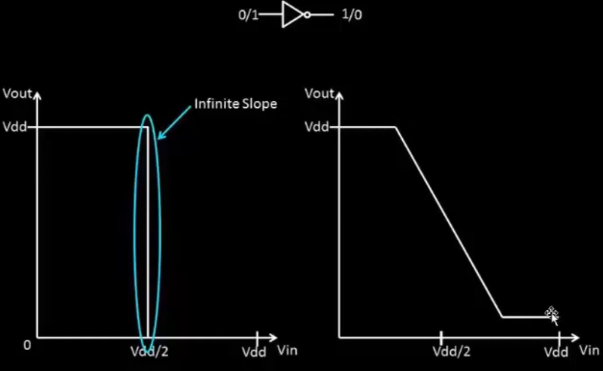 0/1 1/0
Vout
Infinite Slope
Vdd
0
Vdd/2
Vdd
Vin
Vout
Vdd
Vdd/2
Vdd
Vin